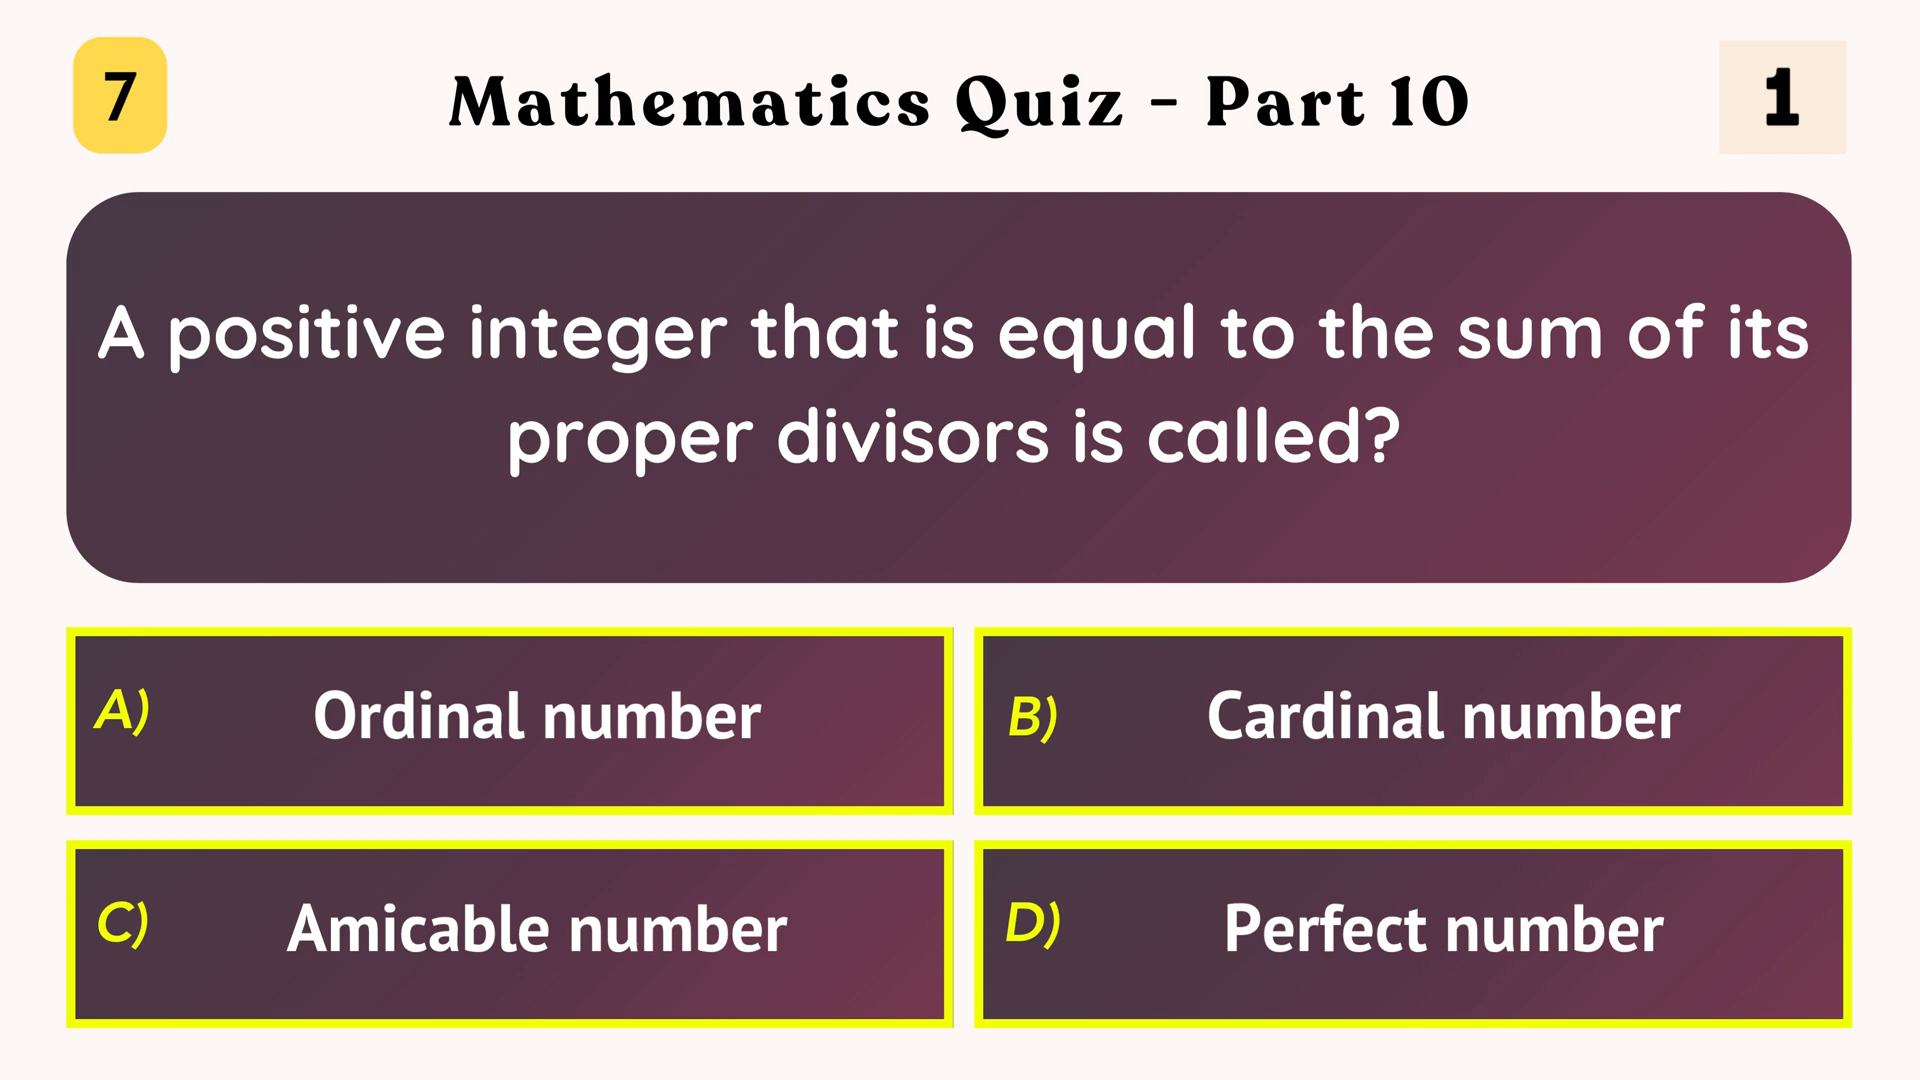 7
Mathematics Quiz - Part 10
1
A positive integer that is equal to the sum of its
proper divisors is called?
A) Ordinal number
B) Cardinal number
C) Amicable number
D) Perfect number